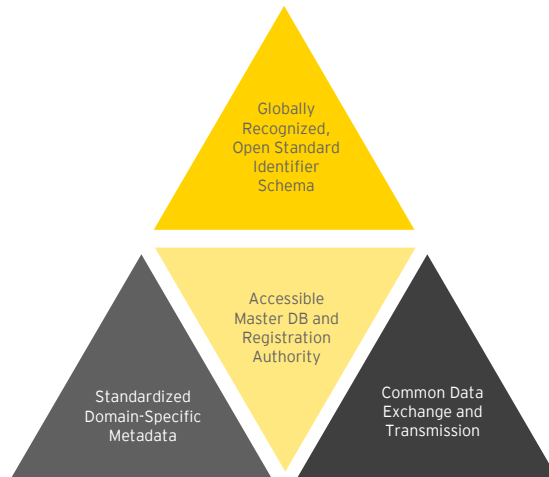 Globally
Recognized,
Open Standard
Identifier
Schema
Accessible
Master DB and
Registration
Authority
Standardized
Domain-Specific
Metadata
Common Data
Exchange and
Transmission